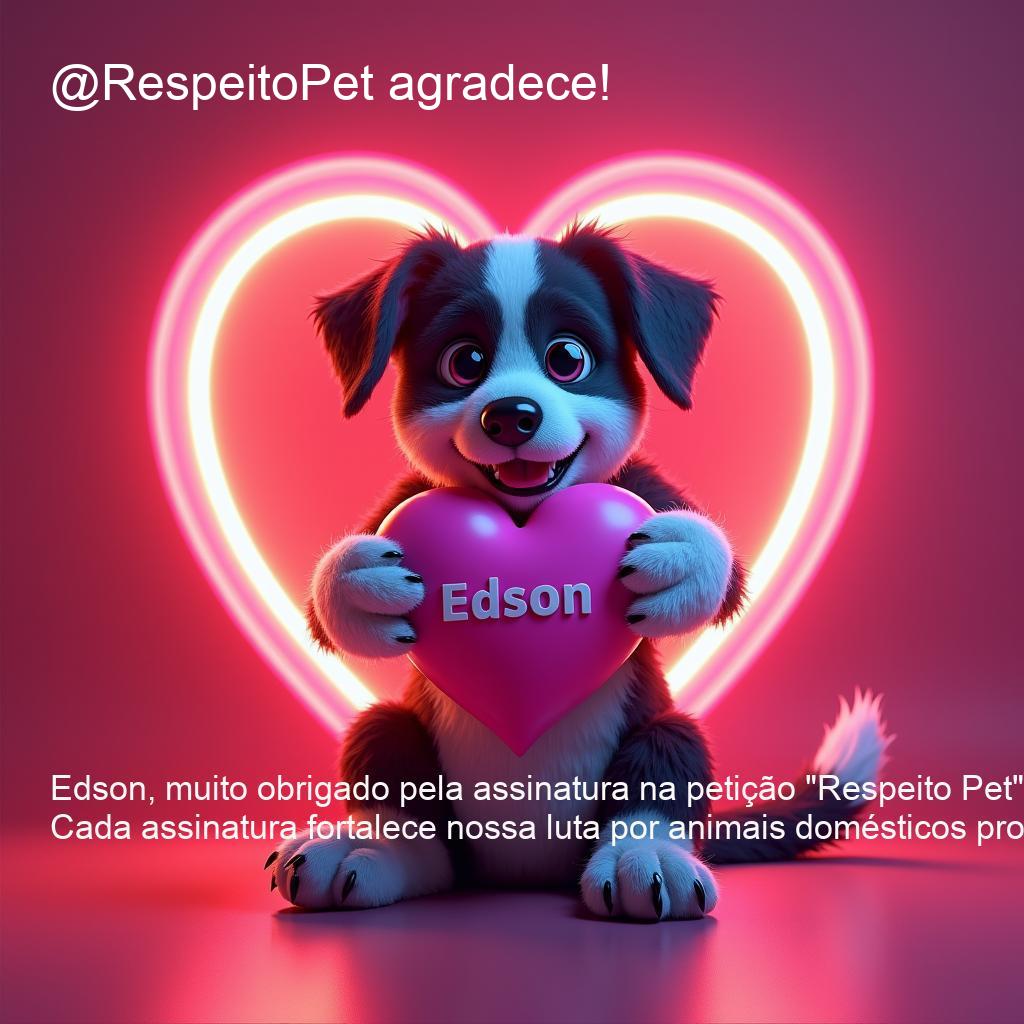 @RespeitoPet agradece!
Edson
Edson, muito obrigado pela assinatura na petição "Respeito Pet"
Cada assinatura fortalece nossa luta por animais domésticos pro